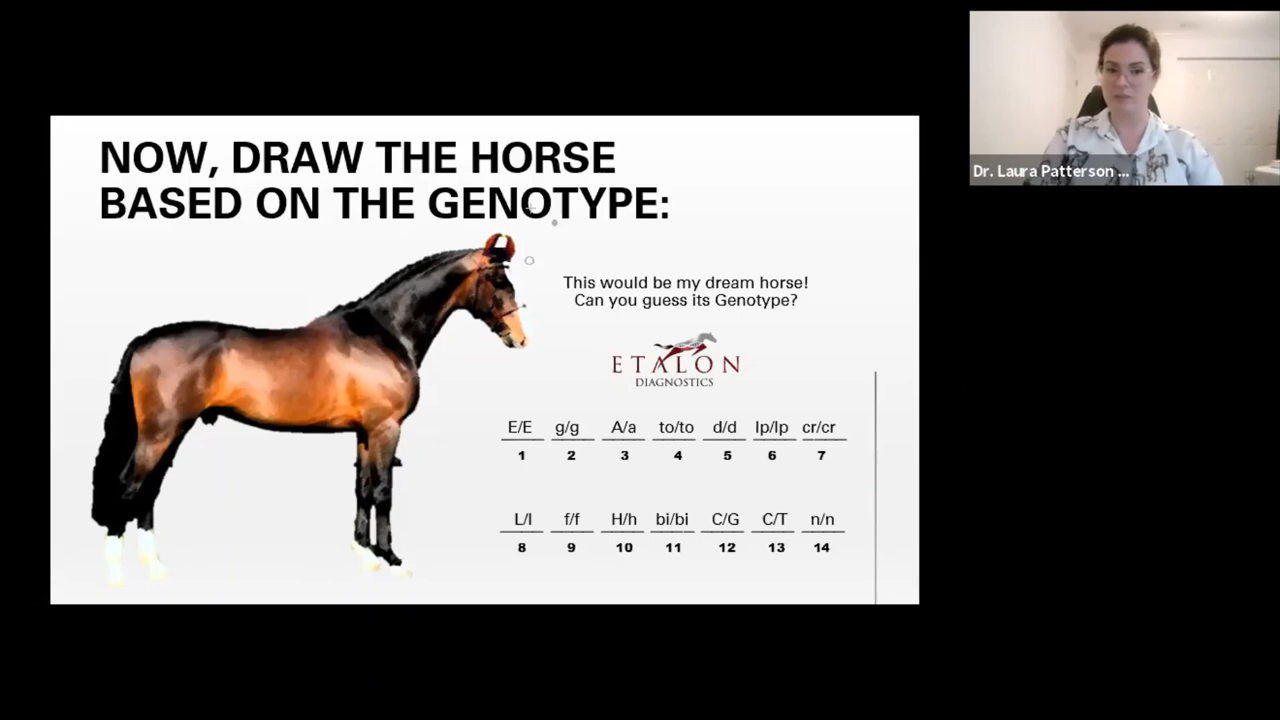 Dr. Laura Patterson ...
NOW, DRAW THE HORSE
BASED ON THE GENOTYPE:
This would be my dream horse!
Can you guess its Genotype?
ETALON
DIAGNOSTICS
E/E g/g A/a to/to d/d lp/lp cr/cr
1 2 3 4 5 6 7
L/l f/f H/h bi/bi C/G C/T n/n
8 9 10 11 12 13 14